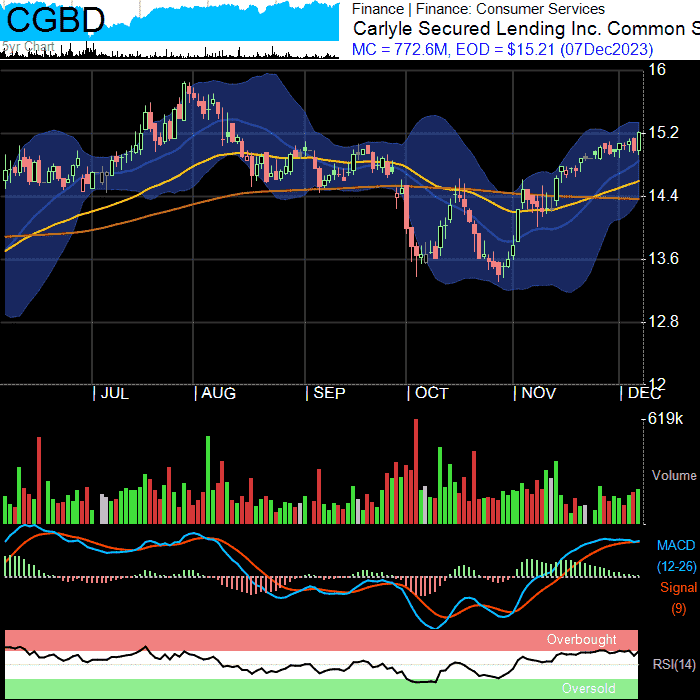 CGBD
5yr Chart
Finance | Finance: Consumer Services
Carlyle Secured Lending Inc. Common S
MC = 772.6M, EOD = $15.21 (07Dec2023)
16
15.2
14.4
13.6
12.8
12
JUL AUG SEP OCT NOV DEC
619k
Volume
MACD
(12-26)
Signal
(9)
Overbought
RSI(14)
Oversold